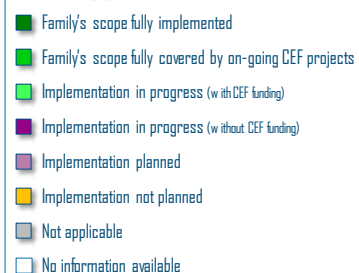 Family's scope fully implemented
Family's scope fully covered by on-going CEF projects
Implementation in progress (with CEF funding)
Implementation in progress (without CEF funding)
Implementation planned
Implementation not planned
Not applicable
No information available